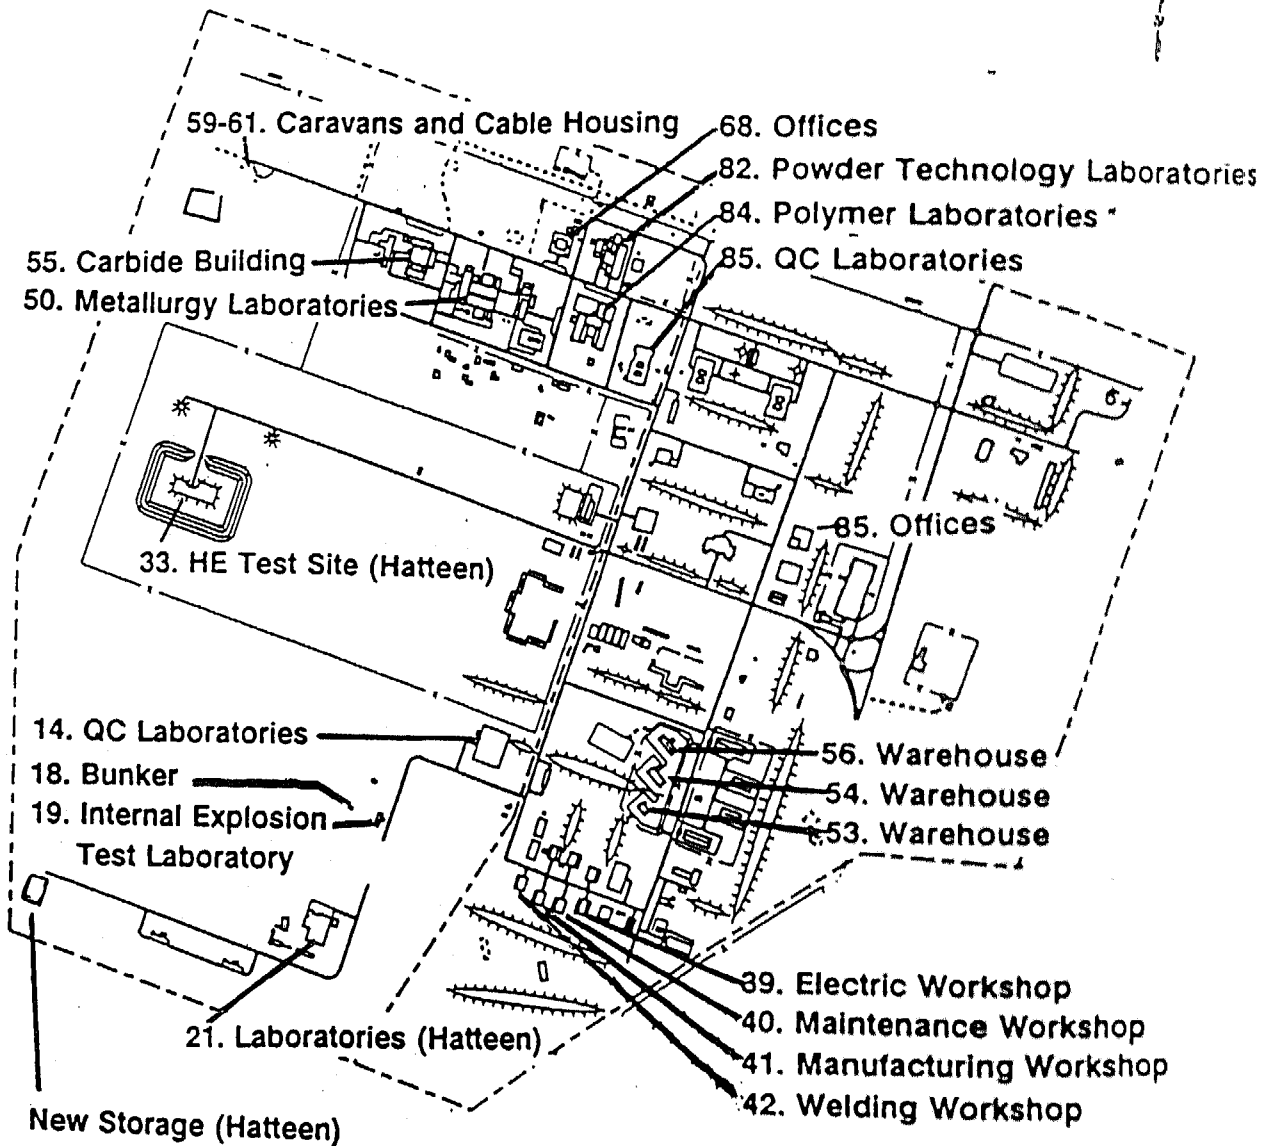 59-61. Caravans and Cable Housing
68. Offices
82. Powder Technology Laboratories
84. Polymer Laboratories
55. Carbide Building
85. QC Laboratories
50. Metallurgy Laboratories
85. Offices
33. HE Test Site (Hatteen)
14. QC Laboratories
18. Bunker
19. Internal Explosion
Test Laboratory
56. Warehouse
54. Warehouse
53. Warehouse
39. Electric Workshop
40. Maintenance Workshop
41. Manufacturing Workshop
42. Welding Workshop
21. Laboratories (Hatteen)
New Storage (Hatteen)